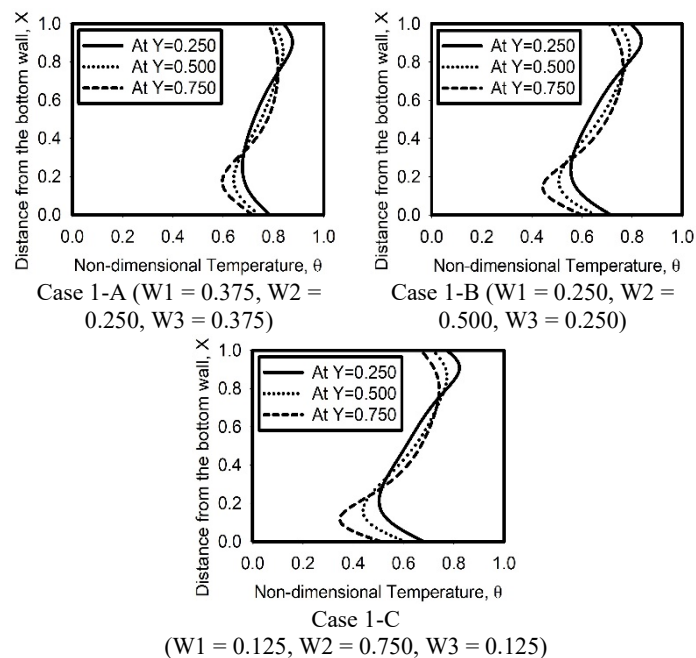 Distance from the bottom wall, X
1.0
0.8
0.6
0.4
0.2
0.0
At Y=0.250
At Y=0.500
At Y=0.750
0.0 0.2 0.4 0.6 0.8 1.0
Non-dimensional Temperature, θ
Case 1-A (W1 = 0.375, W2 =
0.250, W3 = 0.375)
Distance from the bottom wall, X
1.0
0.8
0.6
0.4
0.2
0.0
At Y=0.250
At Y=0.500
At Y=0.750
0.0 0.2 0.4 0.6 0.8 1.0
Non-dimensional Temperature, θ
Case 1-B (W1 = 0.250, W2 =
0.500, W3 = 0.250)
Distance from the bottom wall, X
1.0
0.8
0.6
0.4
0.2
0.0
At Y=0.250
At Y=0.500
At Y=0.750
0.0 0.2 0.4 0.6 0.8 1.0
Non-dimensional Temperature, θ
Case 1-C
(W1 = 0.125, W2 = 0.750, W3 = 0.125)